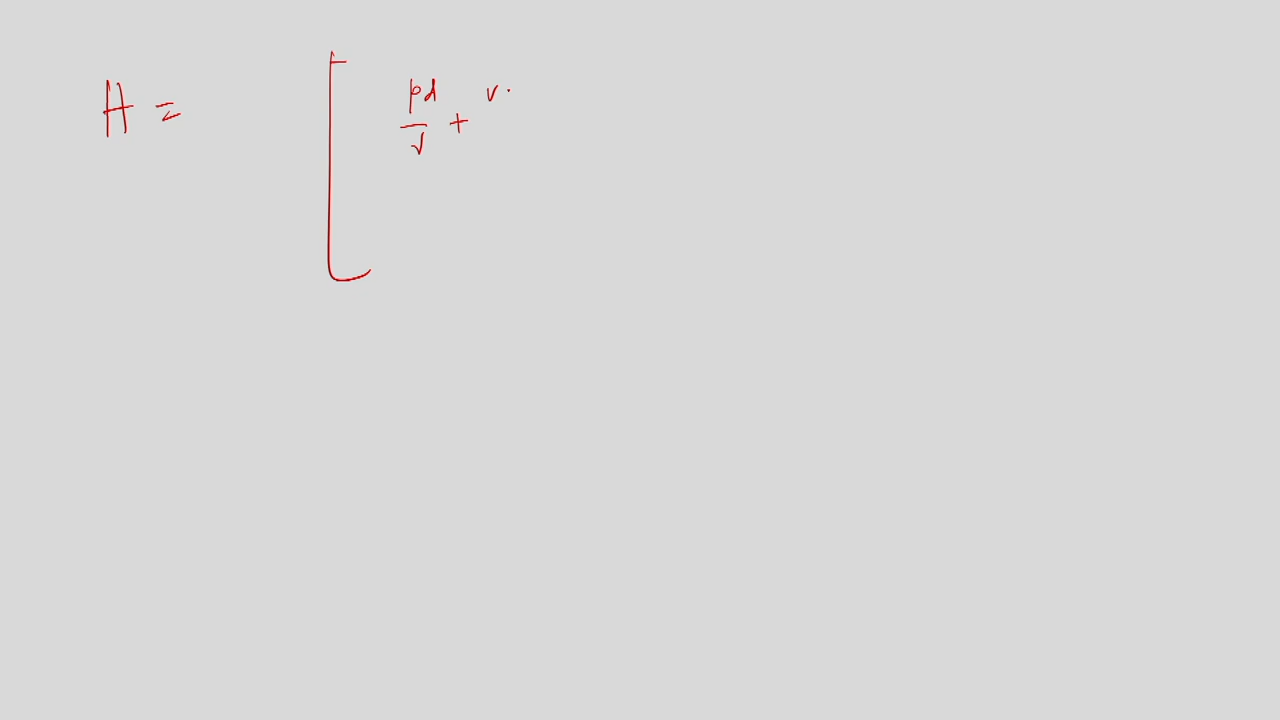 H = [ pd/√ + v.